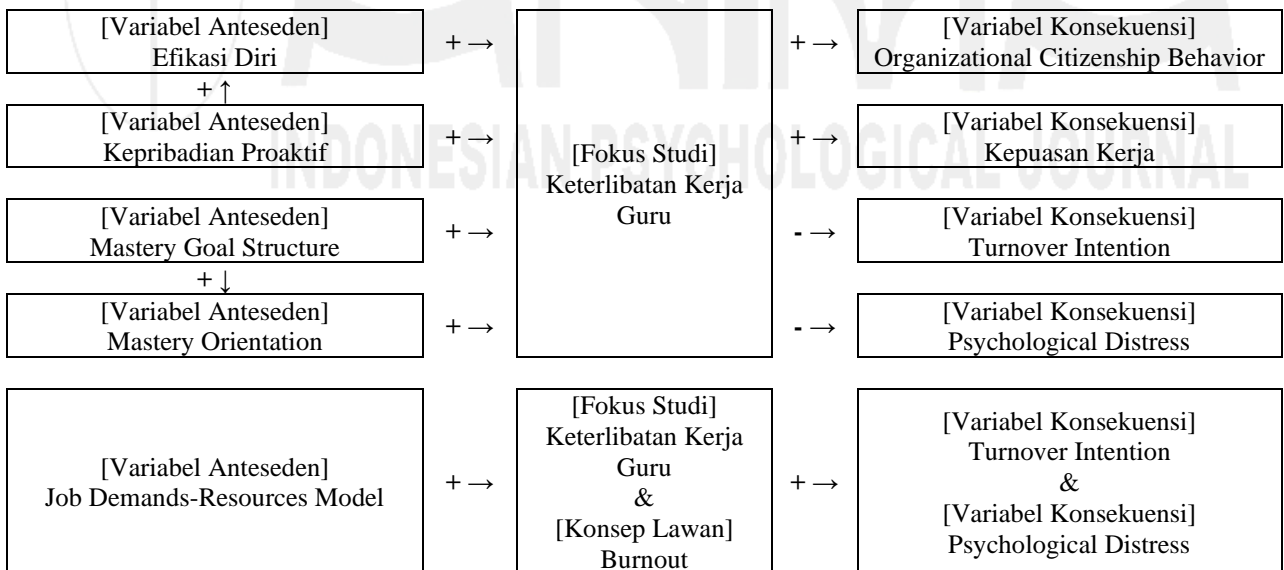 [Variabel Anteseden]
Efikasi Diri
+ →
+ →
[Variabel Konsekuensi]
Organizational Citizenship Behavior
+ ↑
[Variabel Anteseden]
Kepribadian Proaktif
+ →
[Fokus Studi]
Keterlibatan Kerja
Guru
+ →
[Variabel Konsekuensi]
Kepuasan Kerja
INDONESIAN PSYCHOLOGICAL JOURNAL
[Variabel Anteseden]
Mastery Goal Structure
+ →
- →
[Variabel Konsekuensi]
Turnover Intention
+ ↓
[Variabel Anteseden]
Mastery Orientation
+ →
- →
[Variabel Konsekuensi]
Psychological Distress
[Variabel Anteseden]
Job Demands-Resources Model
+ →
[Fokus Studi]
Keterlibatan Kerja
Guru
&
[Konsep Lawan]
Burnout
+ →
[Variabel Konsekuensi]
Turnover Intention
&
[Variabel Konsekuensi]
Psychological Distress